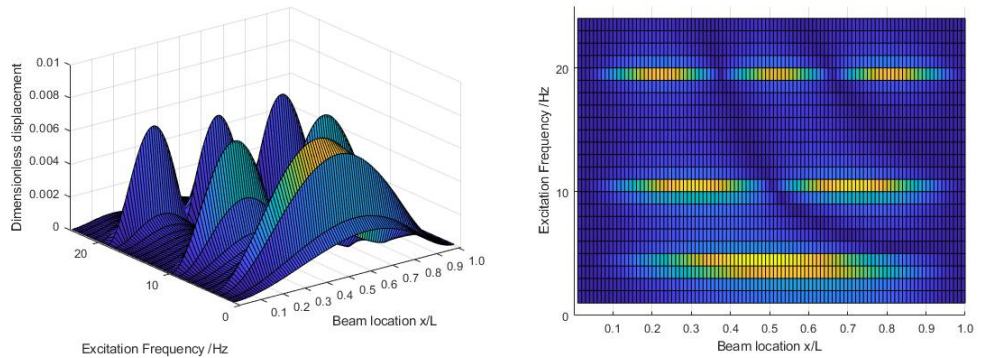 0.01
0.008
0.006
0.004
0.002
0
Dimensionless displacement
20
10
0
Excitation Frequency /Hz
0.1 0.2 0.3 0.4 0.5 0.6 0.7 0.8 0.9 1.0
Beam location x/L
20
10
0
Excitation Frequency /Hz
0.1 0.2 0.3 0.4 0.5 0.6 0.7 0.8 0.9 1.0
Beam location x/L